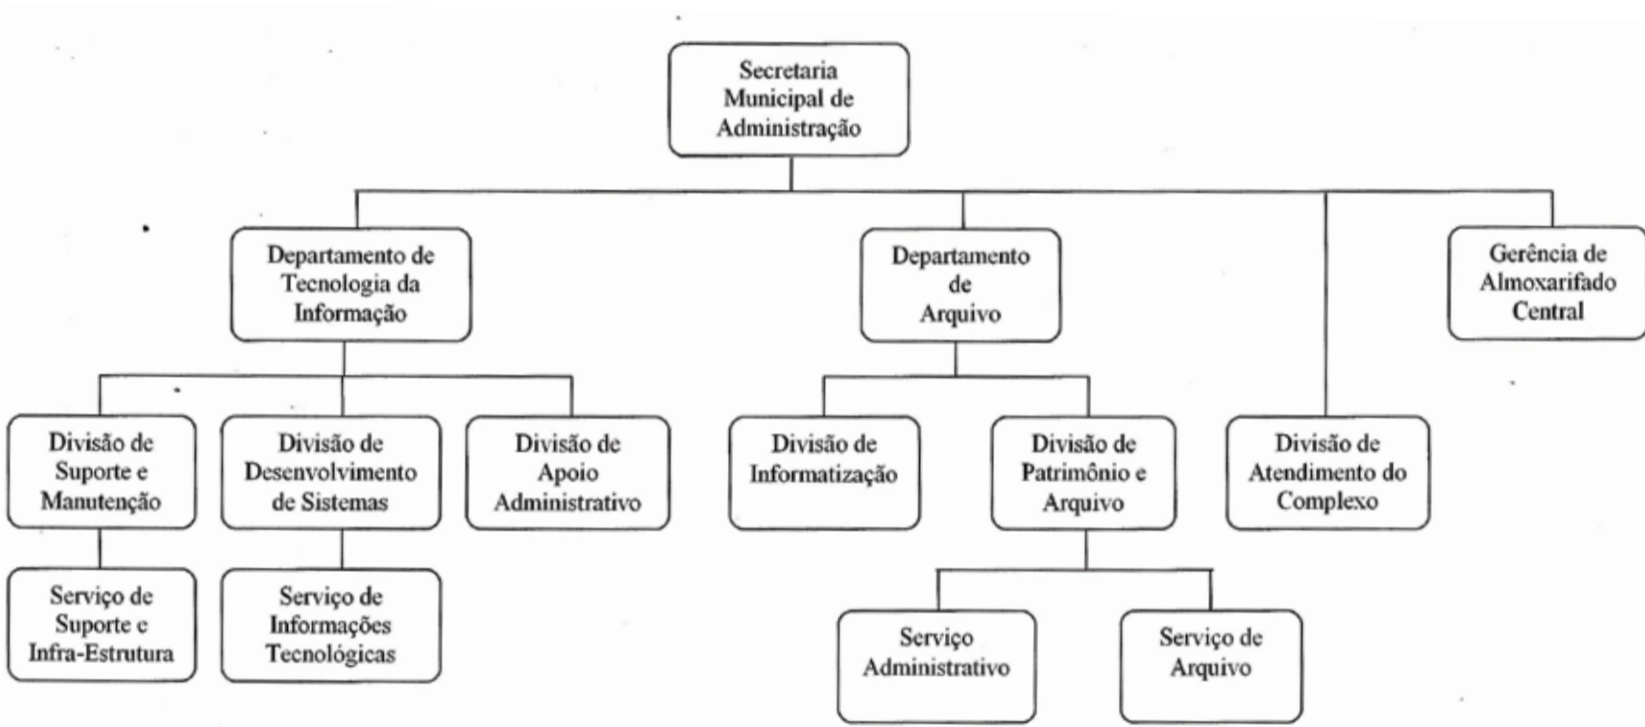 Secretaria
Municipal de
Administração
Departamento de
Tecnologia da
Informação
Departamento
de
Arquivo
Gerência de
Almoxarifado
Central
Divisão de
Suporte e
Manutenção
Divisão de
Desenvolvimento
de Sistemas
Divisão de
Apoio
Administrativo
Divisão de
Informatização
Divisão de
Patrimônio e
Arquivo
Divisão de
Atendimento do
Complexo
Serviço de
Suporte e
Infra-Estrutura
Serviço de
Informações
Tecnológicas
Serviço
Administrativo
Serviço de
Arquivo